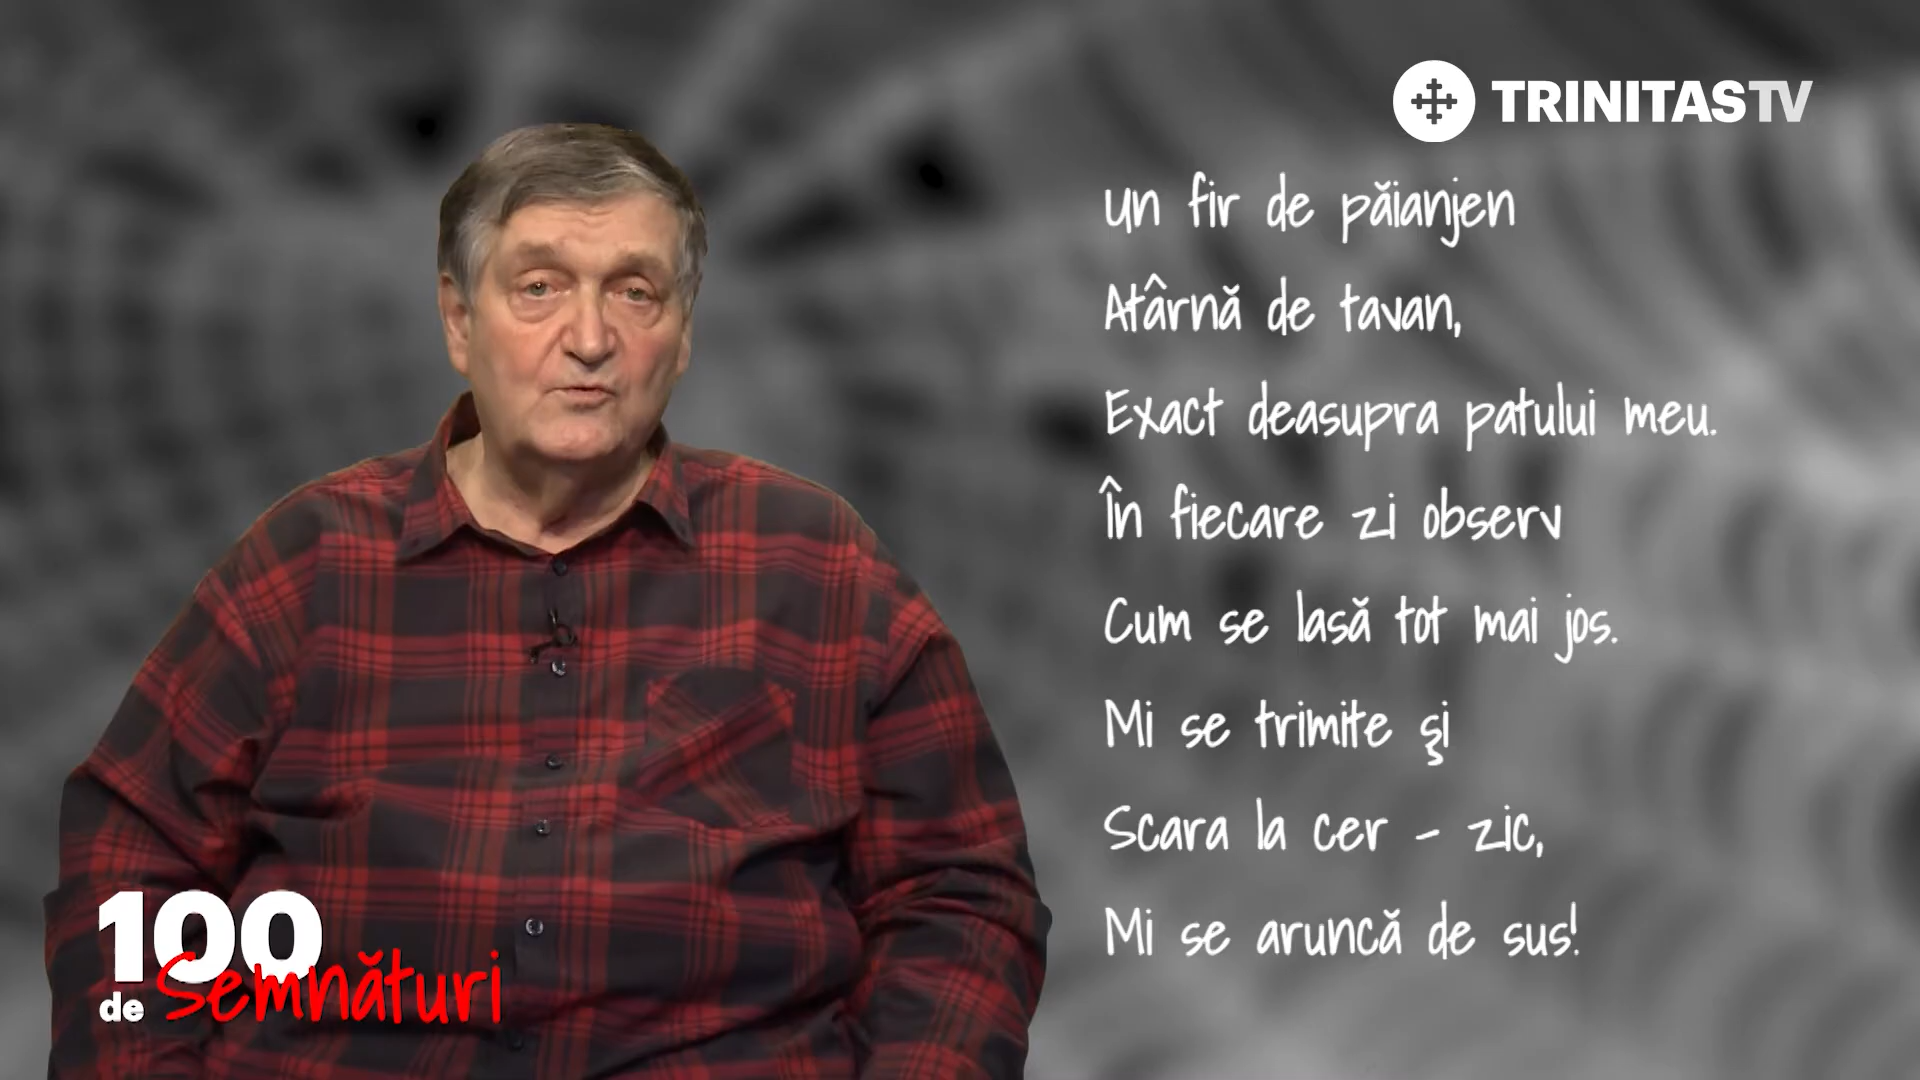 TRINITASTV
Un fir de păianjen
Atârnă de tavan,
Exact deasupra patului meu.
În fiecare zi observ
Cum se lasă tot mai jos.
Mi se trimite şi
Scara la cer - zic,
Mi se aruncă de sus!
100
de Semnături